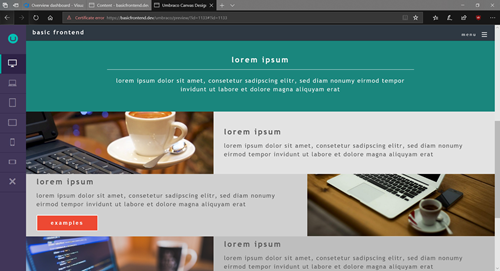 Overview dashboard - Visu
Content - basicfrontend.dev
Umbraco Canvas Design
Certificate error
https://basicfrontend.dev/umbraco/preview/?id=1133#?id=1133
basic frontend
menu
lorem ipsum
lorem ipsum dolor sit amet, consetetur sadipscing elitr, sed diam nonumy
eirmod tempor invidunt ut labore et dolore magna aliquyam erat.
lorem ipsum
lorem ipsum dolor sit amet, consetetur sadipscing elitr, sed diam nonumy
eirmod tempor invidunt ut labore et dolore magna aliquyam erat
lorem ipsum
lorem ipsum dolor sit amet, consetetur sadipscing elitr, sed diam nonumy
eirmod tempor invidunt ut labore et dolore magna aliquyam erat
examples
lorem ipsum
lorem ipsum dolor sit amet, consetetur sadipscing elitr, sed diam nonumy
eirmod tempor invidunt ut labore et dolore magna aliquyam erat